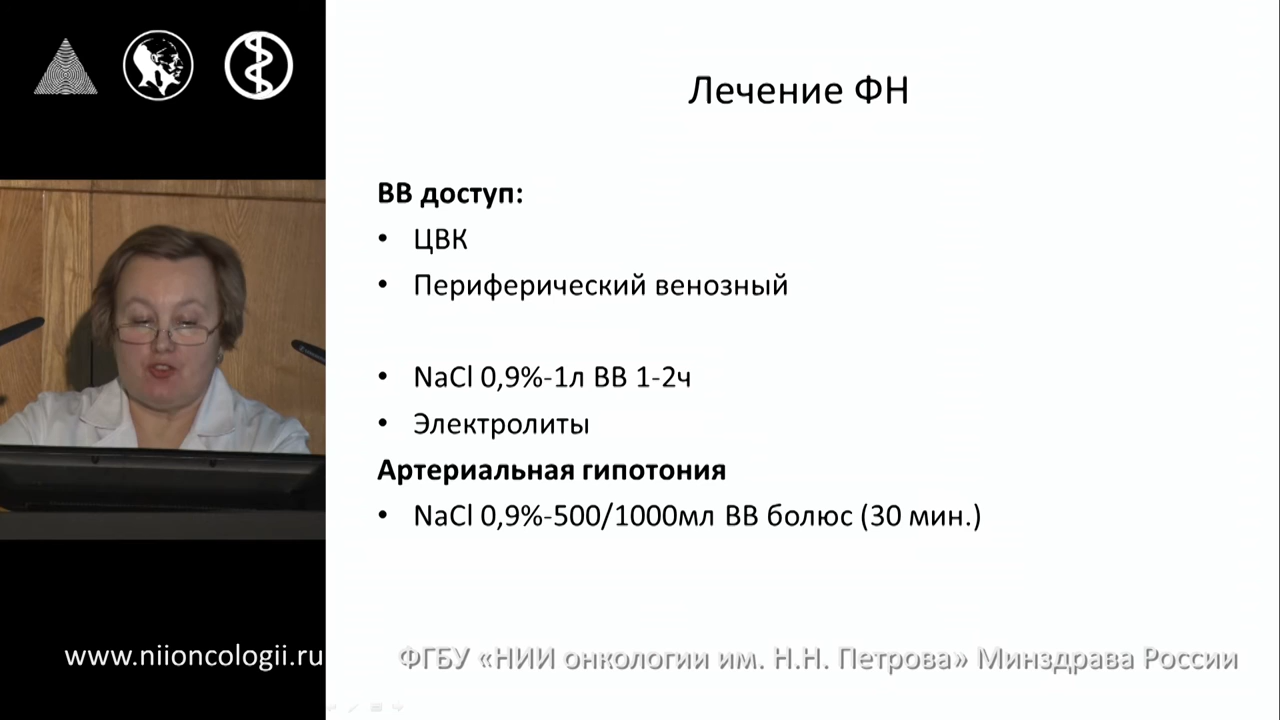 Лечение ФН
ВВ доступ:
• ЦВК
• Периферический венозный
• NaCl 0,9%-1л ВВ 1-2ч
• Электролиты
Артериальная гипотония
• NaCl 0,9%-500/1000мл ВВ болюс (30 мин.)
www.niioncologii.ru
ФГБУ «НИИ онкологии им. Н.Н. Петрова» Минздрава России